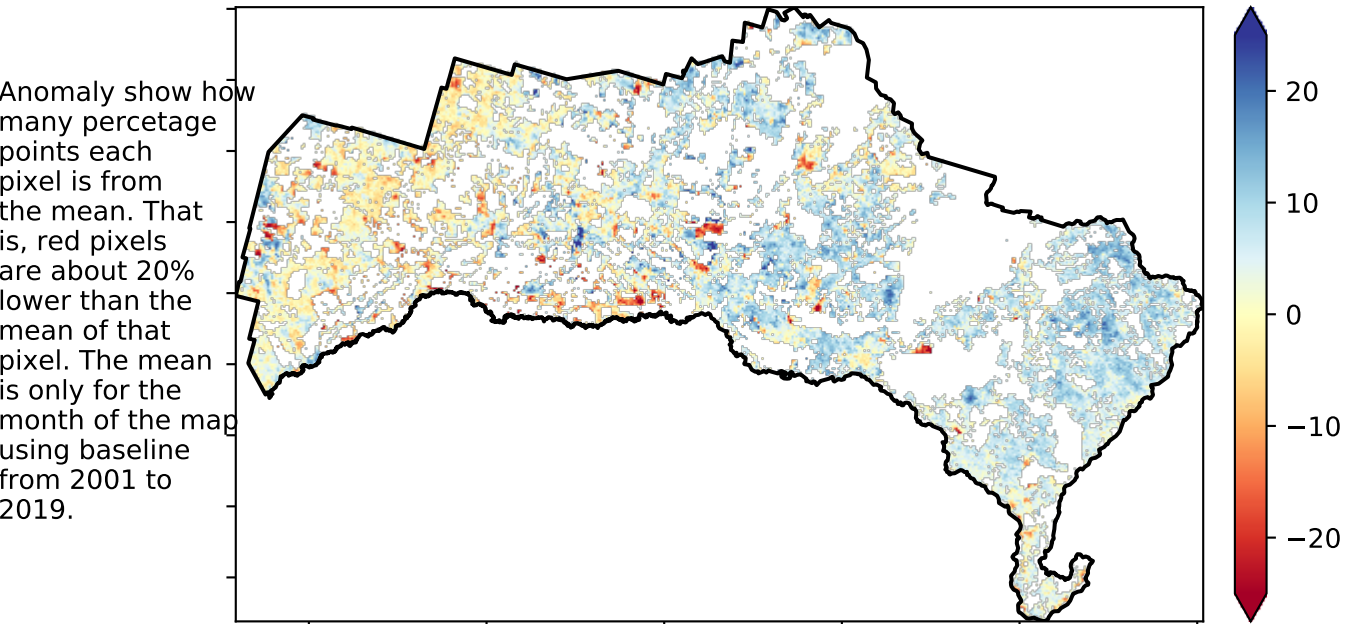 Anomaly show how
many percetage
points each
pixel is from
the mean. That
is, red pixels
are about 20%
lower than the
mean of that
pixel. The mean
is only for the
month of the map
using baseline
from 2001 to
2019.
20
10
0
−10
−20